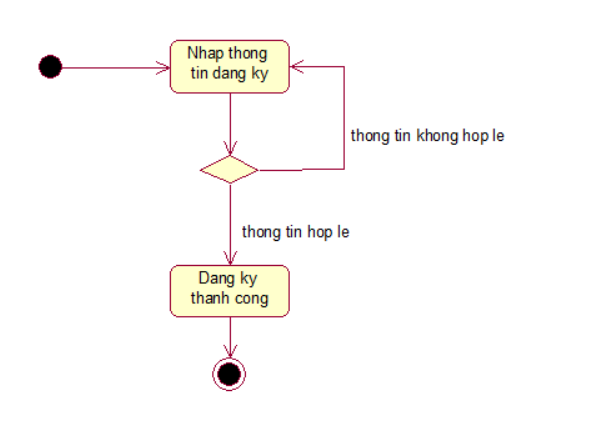 Nhap thong
tin dang ky
thong tin khong hop le
thong tin hop le
Dang ky
thanh cong